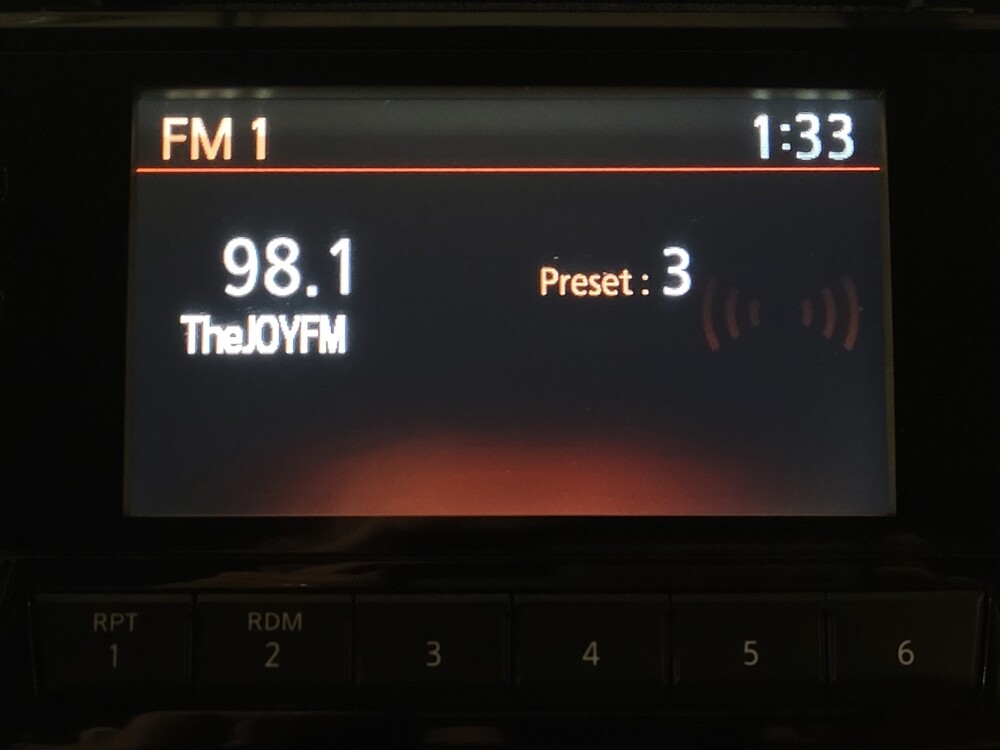 FM 1 1:33
98.1 Preset : 3
TheJOYFM
RPT RDM
1 2 3 4 5 6